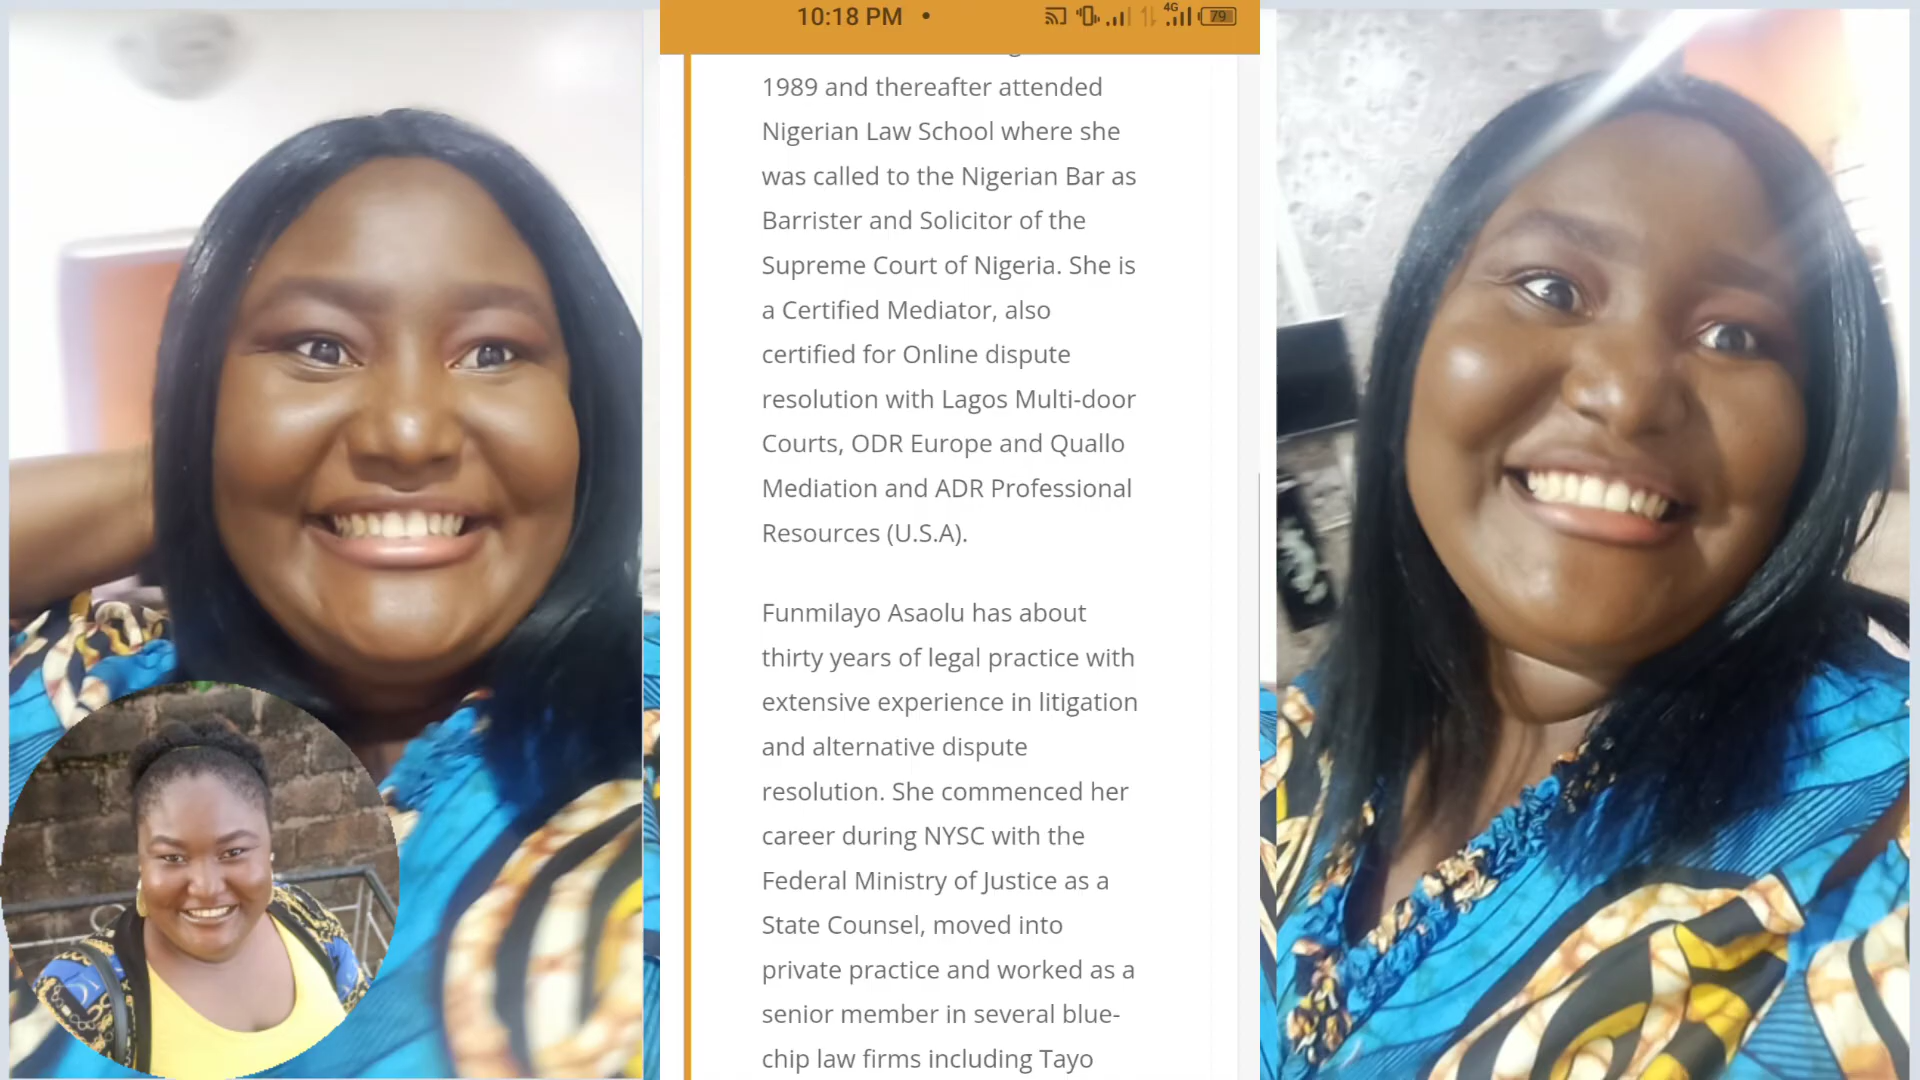 10:18 PM
4G
79
1989 and thereafter attended
Nigerian Law School where she
was called to the Nigerian Bar as
Barrister and Solicitor of the
Supreme Court of Nigeria. She is
a Certified Mediator, also
certified for Online dispute
resolution with Lagos Multi-door
Courts, ODR Europe and Quallo
Mediation and ADR Professional
Resources (U.S.A).
Funmilayo Asaolu has about
thirty years of legal practice with
extensive experience in litigation
and alternative dispute
resolution. She commenced her
career during NYSC with the
Federal Ministry of Justice as a
State Counsel, moved into
private practice and worked as a
senior member in several blue-
chip law firms including Tayo